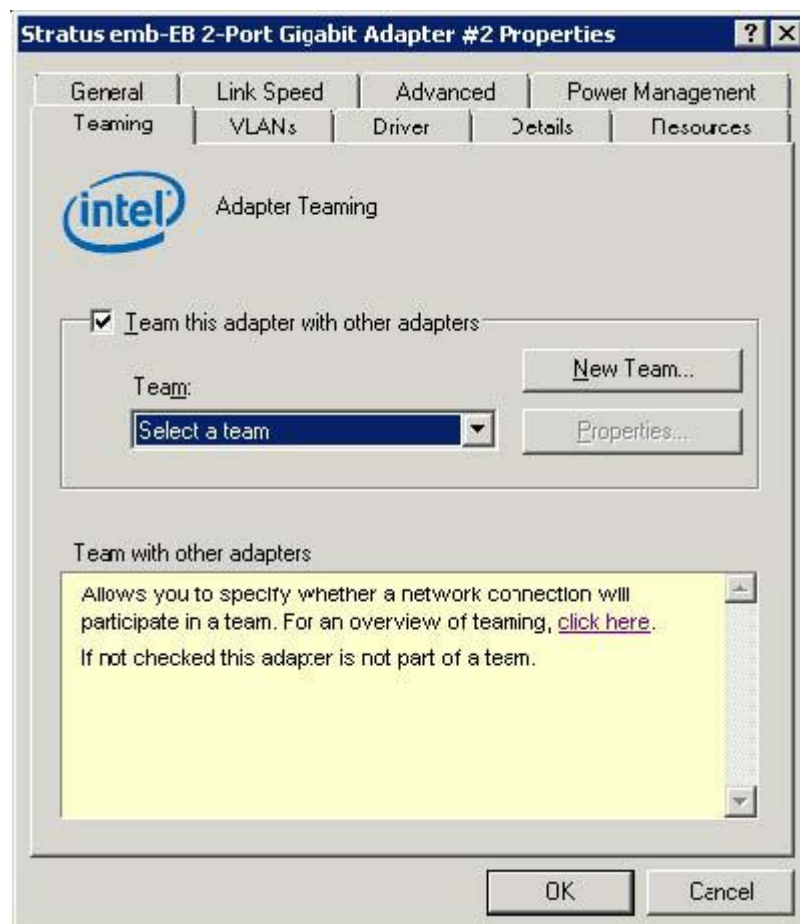 Stratus emb-EB 2-Port Gigabit Adapter #2 Properties
General Link Speed Advanced Power Management
Teaming VLANs Driver Details Resources
intel Adapter Teaming
Team this adapter with other adapters
New Team...
Team:
Select a team Properties...
Team with other adapters
Allows you to specify whether a network connection will
participate in a team. For an overview of teaming, click here.
If not checked this adapter is not part of a team.
OK Cancel